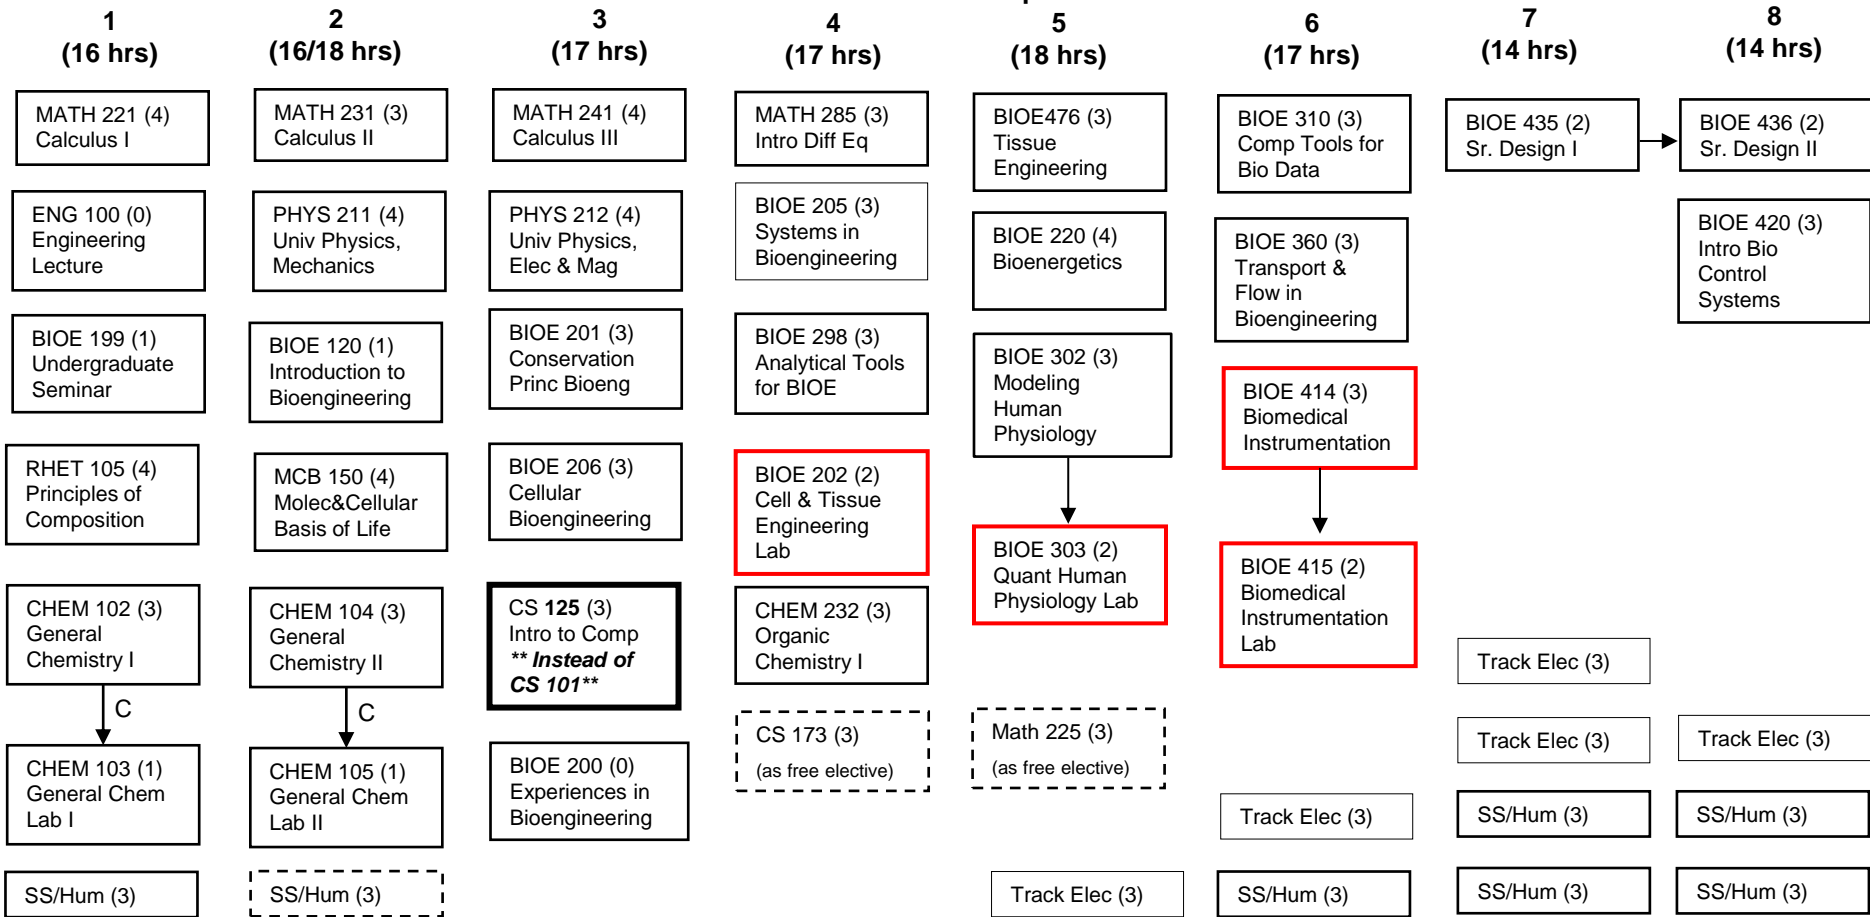 1
(16 hrs)
MATH 221 (4)
Calculus I
ENG 100 (0)
Engineering
Lecture
BIOE 199 (1)
Undergraduate
Seminar
RHET 105 (4)
Principles of
Composition
CHEM 102 (3)
General
Chemistry I
C
CHEM 103 (1)
General Chem
Lab I
SS/Hum (3)
2
(16/18 hrs)
MATH 231 (3)
Calculus II
PHYS 211 (4)
Univ Physics,
Mechanics
BIOE 120 (1)
Introduction to
Bioengineering
MCB 150 (4)
Molec&Cellular
Basis of Life
CHEM 104 (3)
General
Chemistry II
C
CHEM 105 (1)
General Chem
Lab II
SS/Hum (3)
3
(17 hrs)
MATH 241 (4)
Calculus III
PHYS 212 (4)
Univ Physics,
Elec & Mag
BIOE 201 (3)
Conservation
Princ Bioeng
BIOE 206 (3)
Cellular
Bioengineering
CS 125 (3)
Intro to Comp
** Instead of
CS 101**
BIOE 200 (0)
Experiences in
Bioengineering
4
(17 hrs)
MATH 285 (3)
Intro Diff Eq
BIOE 205 (3)
Systems in
Bioengineering
BIOE 298 (3)
Analytical Tools
for BIOE
BIOE 202 (2)
Cell & Tissue
Engineering
Lab
CHEM 232 (3)
Organic
Chemistry I
CS 173 (3)
(as free elective)
5
(18 hrs)
BIOE476 (3)
Tissue
Engineering
BIOE 220 (4)
Bioenergetics
BIOE 302 (3)
Modeling
Human
Physiology
BIOE 303 (2)
Quant Human
Physiology Lab
Math 225 (3)
(as free elective)
Track Elec (3)
6
(17 hrs)
BIOE 310 (3)
Comp Tools for
Bio Data
BIOE 360 (3)
Transport &
Flow in
Bioengineering
BIOE 414 (3)
Biomedical
Instrumentation
BIOE 415 (2)
Biomedical
Instrumentation
Lab
Track Elec (3)
SS/Hum (3)
7
(14 hrs)
BIOE 435 (2)
Sr. Design I
Track Elec (3)
Track Elec (3)
SS/Hum (3)
SS/Hum (3)
8
(14 hrs)
BIOE 436 (2)
Sr. Design II
BIOE 420 (3)
Intro Bio
Control
Systems
Track Elec (3)
SS/Hum (3)
SS/Hum (3)